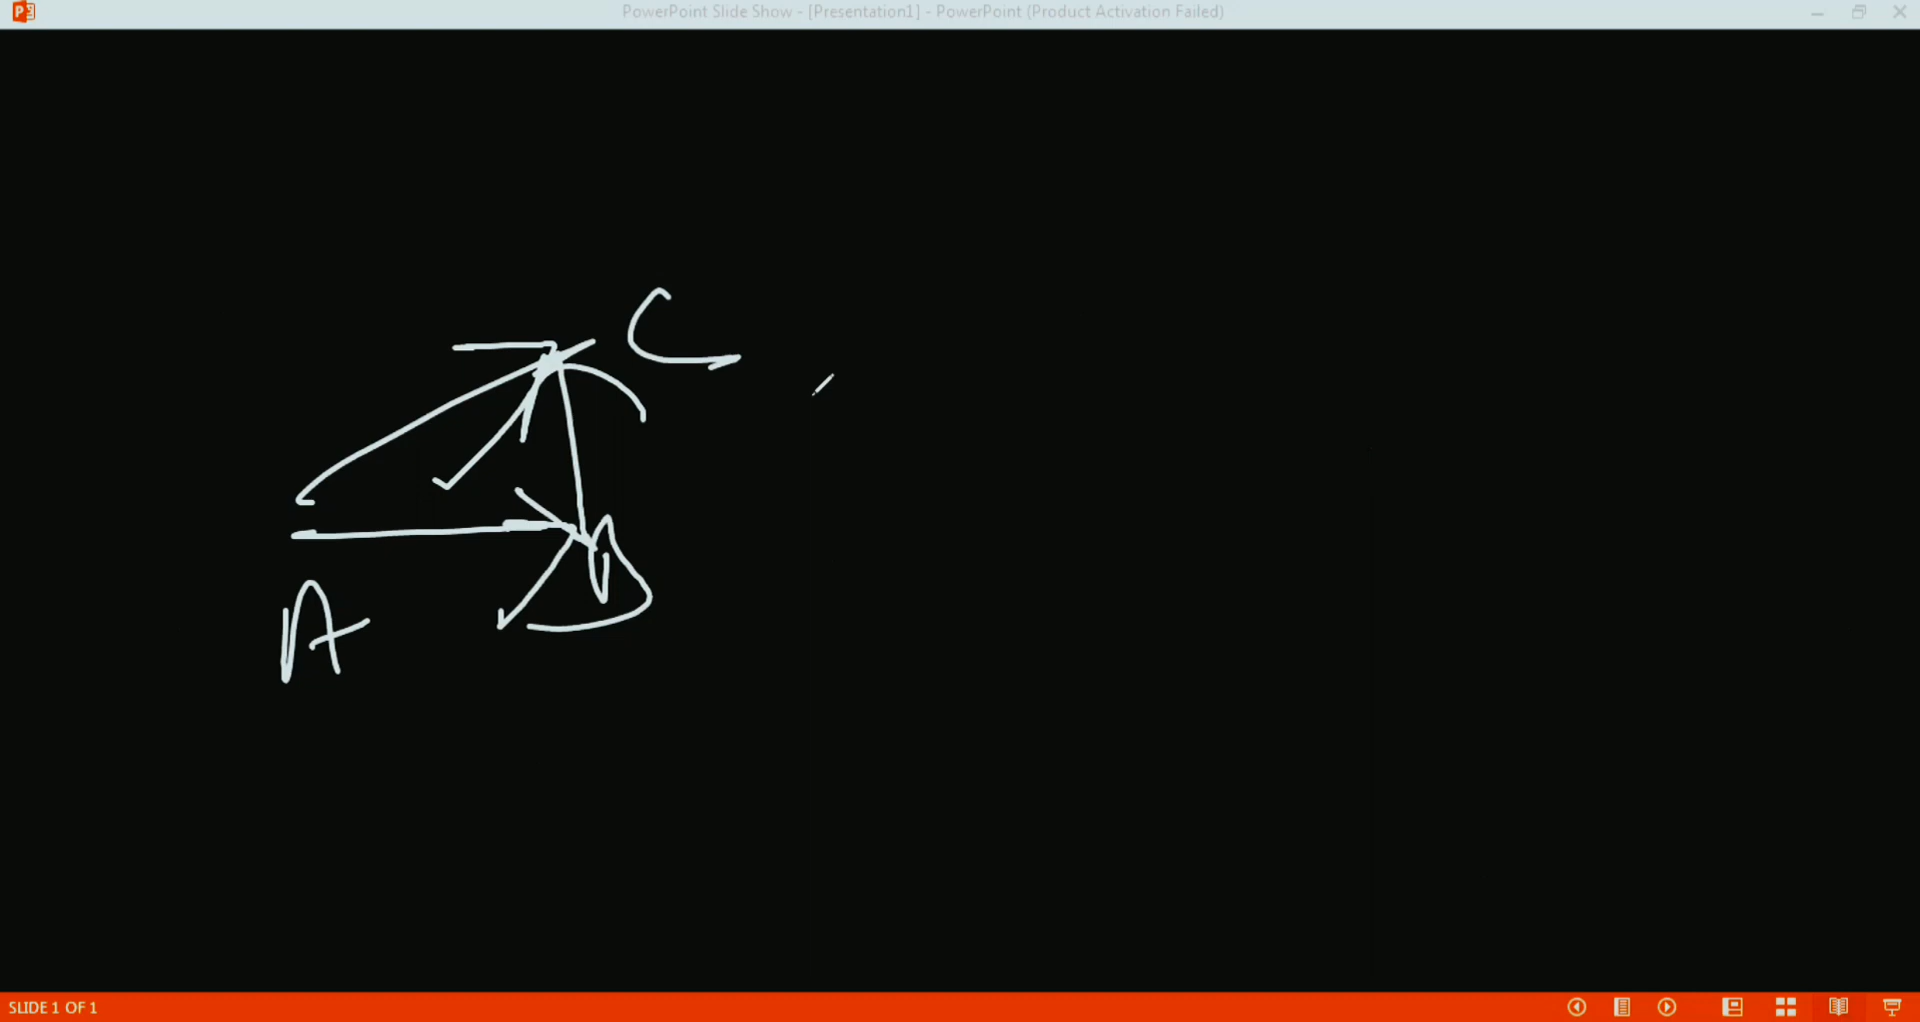 PowerPoint Slide Show - [Presentation1] - PowerPoint (Product Activation Failed)
C
A
SLIDE 1 OF 1